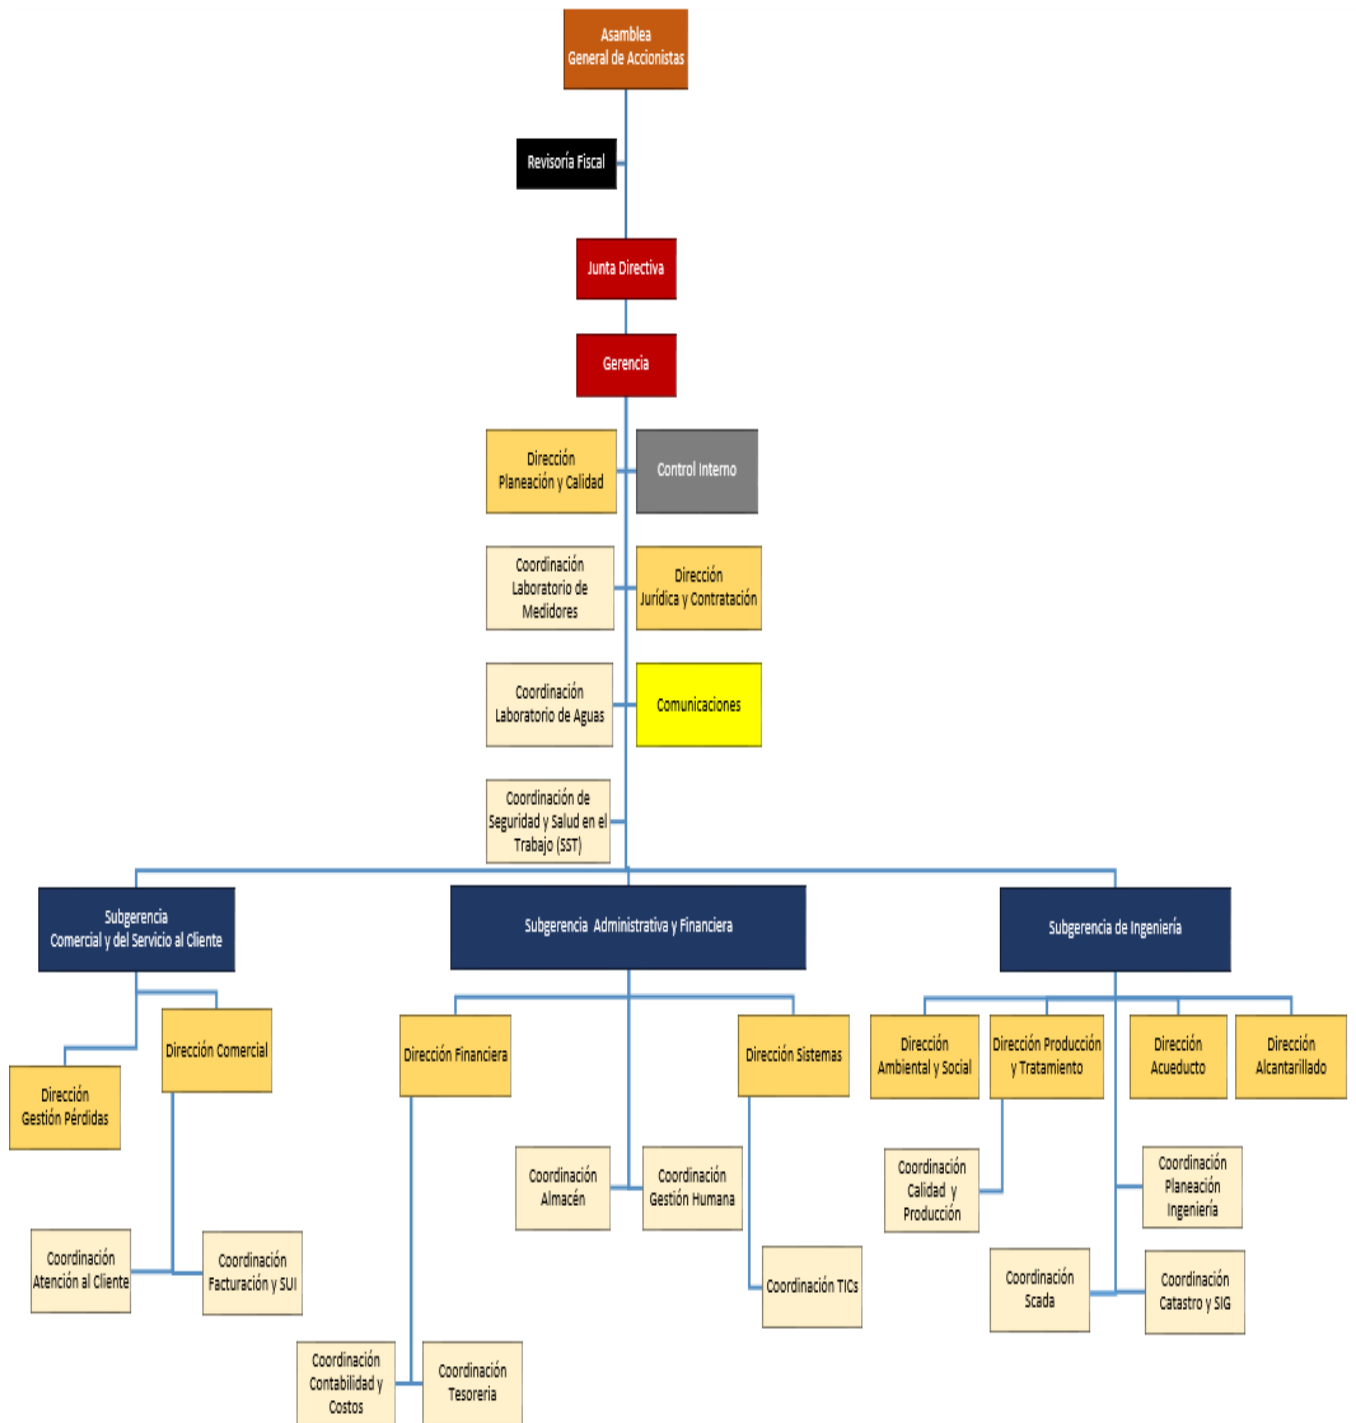 Asamblea
General de Accionistas
Revisoría Fiscal
Junta Directiva
Gerencia
Dirección
Planeación y Calidad
Control Interno
Coordinación
Laboratorio de
Medidores
Dirección
Jurídica y Contratación
Coordinación
Laboratorio de Aguas
Comunicaciones
Coordinación de
Seguridad y Salud en el
Trabajo (SST)
Subgerencia
Comercial y del Servicio al Cliente
Subgerencia Administrativa y Financiera
Subgerencia de Ingeniería
Dirección Comercial
Dirección
Gestión Pérdidas
Dirección Financiera
Dirección Sistemas
Dirección
Ambiental y Social
Dirección Producción
y Tratamiento
Dirección
Acueducto
Dirección
Alcantarillado
Coordinación
Atención al Cliente
Coordinación
Facturación y SUI
Coordinación
Almacén
Coordinación
Gestión Humana
Coordinación TICs
Coordinación
Calidad y
Producción
Coordinación
Planeación
Ingeniería
Coordinación
Scada
Coordinación
Catastro y SIG
Coordinación
Contabilidad y
Costos
Coordinación
Tesoreria